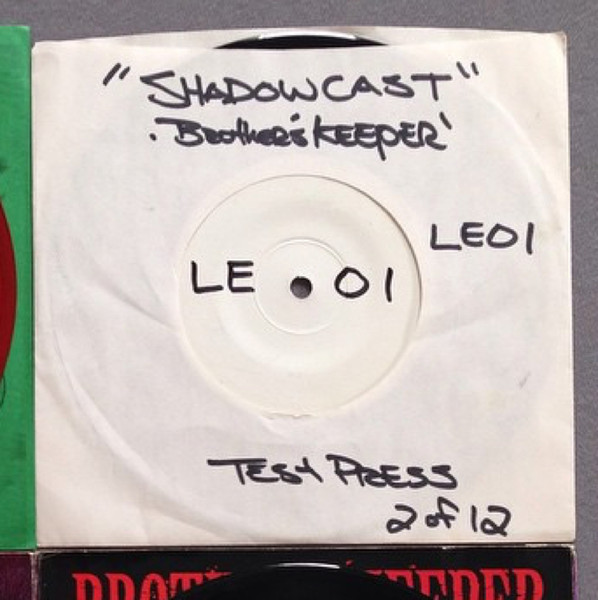 "SHADOWCAST"
. Brother's KEEPER'
LE01
LE 01
TEST PRESS
2 of 12